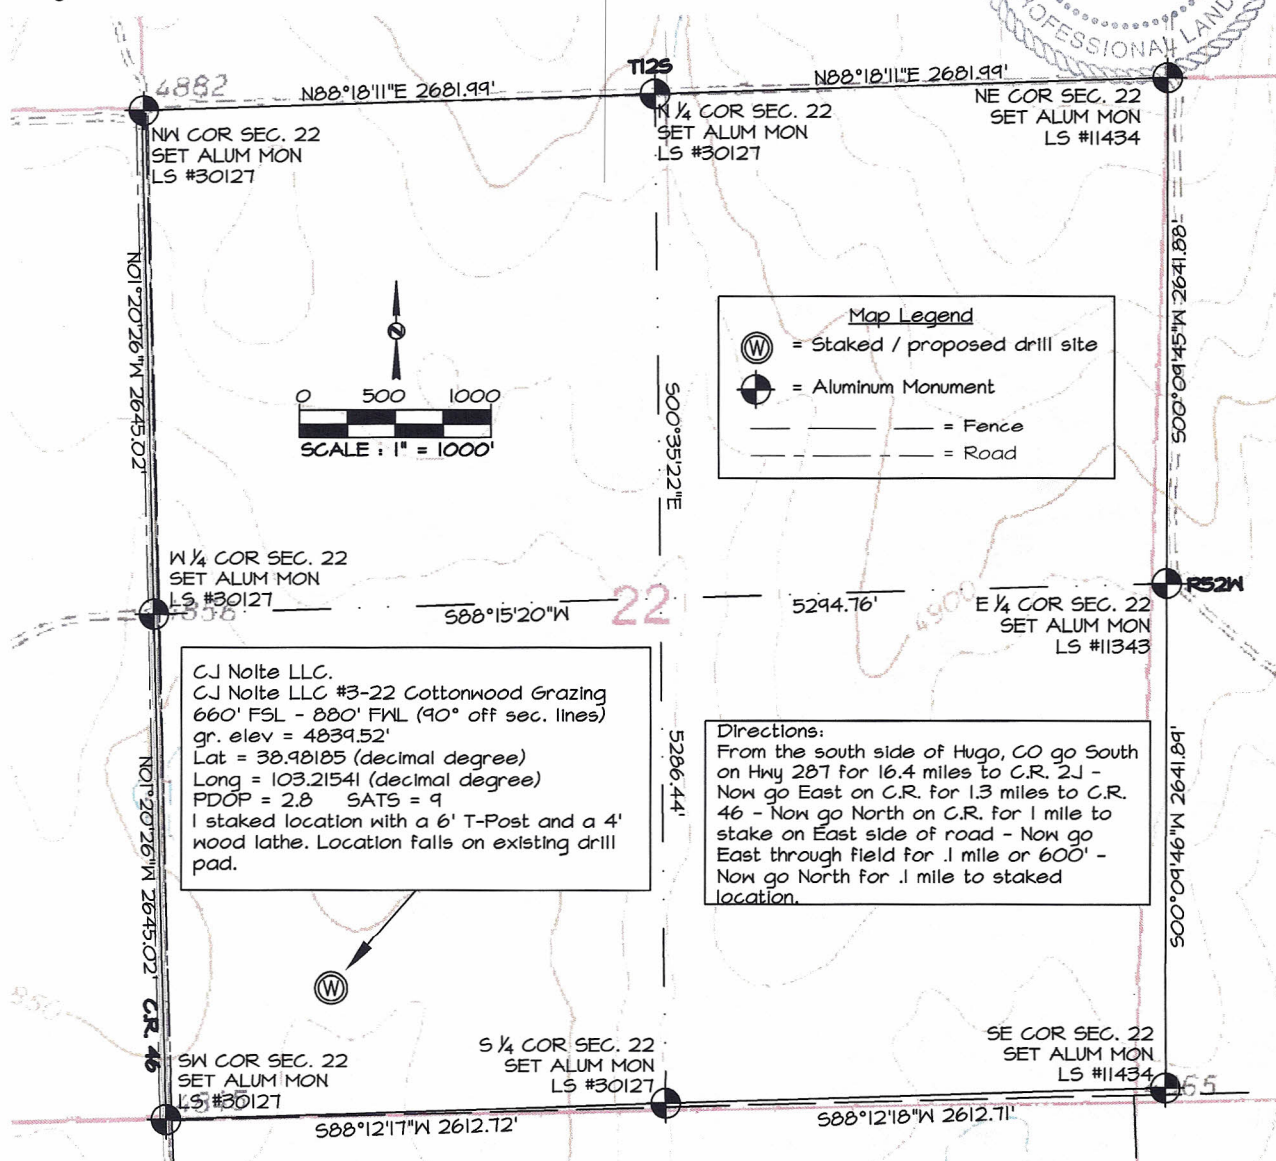 PROFESSIONAL LAND
T12S
4882
N88°18'11"E 2681.99'
N88°18'11"E 2681.99'
NW COR SEC. 22
SET ALUM MON
LS #30127
N ¼ COR SEC. 22
SET ALUM MON
LS #30127
NE COR SEC. 22
SET ALUM MON
LS #11434
N01°20'26"W 2645.02'
S00°09'45"W 2641.88'
N
0 500 1000
SCALE : 1" = 1000'
S00°35'22"E
Map Legend
W = Staked / proposed drill site
= Aluminum Monument
= Fence
= Road
W ¼ COR SEC. 22
SET ALUM MON
LS #30127
4858
S88°15'20"W
22
5294.76'
4900
R52W
E ¼ COR SEC. 22
SET ALUM MON
LS #11343
CJ Nolte LLC.
CJ Nolte LLC #3-22 Cottonwood Grazing
660' FSL - 880' FWL (90° off sec. lines)
gr. elev = 4839.52'
Lat = 38.98185 (decimal degree)
Long = 103.21541 (decimal degree)
PDOP = 2.8 SATS = 9
I staked location with a 6' T-Post and a 4'
wood lathe. Location falls on existing drill
pad.
5286.44'
Directions:
From the south side of Hugo, CO go South
on Hwy 287 for 16.4 miles to C.R. 2J -
Now go East on C.R. for 1.3 miles to C.R.
46 - Now go North on C.R. for 1 mile to
stake on East side of road - Now go
East through field for .1 mile or 600' -
Now go North for .1 mile to staked
location.
N01°20'26"W 2645.02'
S00°09'46"W 2641.89'
W
850
C.R. 46
SW COR SEC. 22
SET ALUM MON
LS #30127
S ¼ COR SEC. 22
SET ALUM MON
LS #30127
SE COR SEC. 22
SET ALUM MON
LS #11434
65
S88°12'17"W 2612.72'
S88°12'18"W 2612.71'